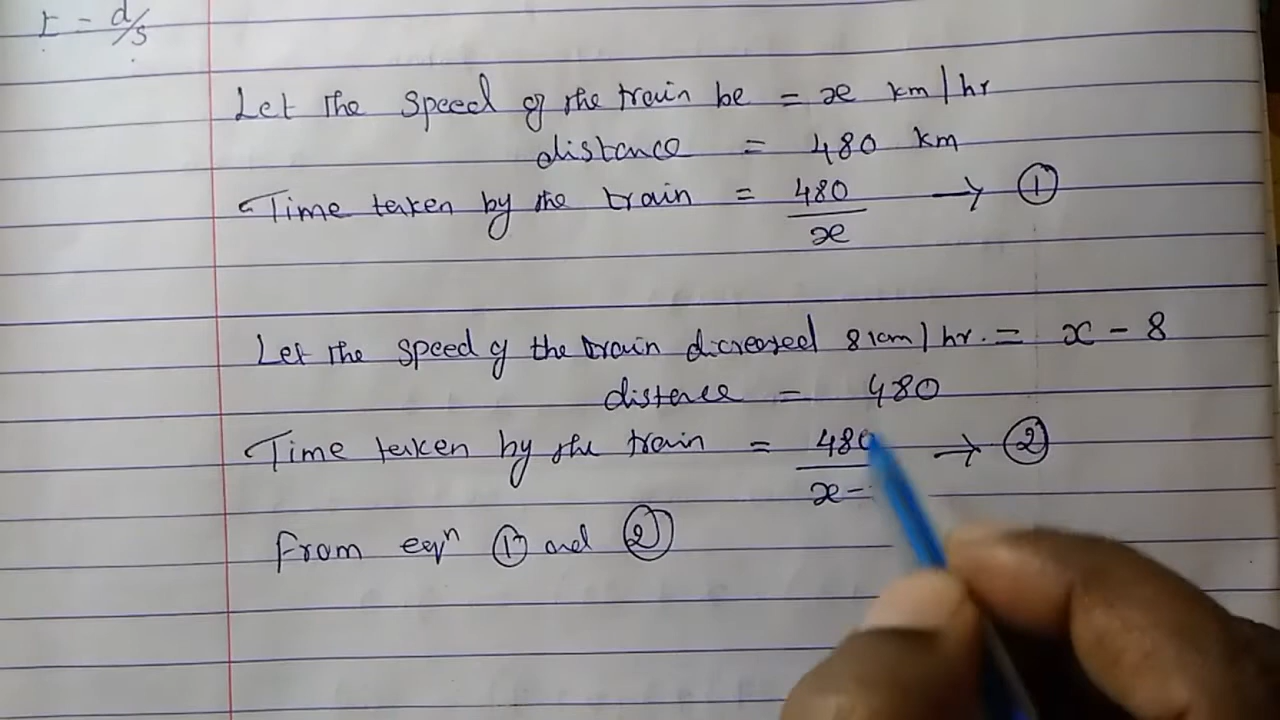 t = d/s
Let the speed of the train be = x km/hr
distance = 480 km
Time taken by the train = 480/x → ①
Let the speed of the train dicreased 8 km/hr. = x - 8
distance = 480
Time taken by the train = 480/x- → ②
from eqⁿ ① and ②